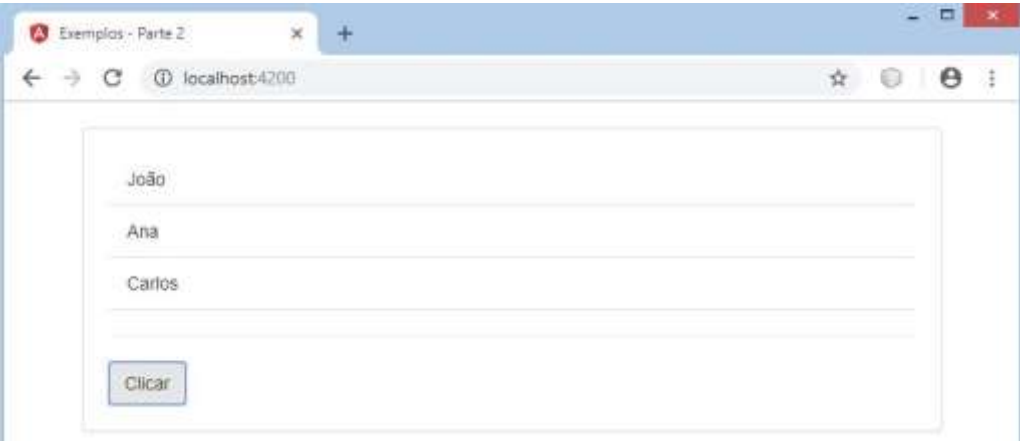 Exemplos - Parte 2
localhost:4200
João
Ana
Carlos
Clicar